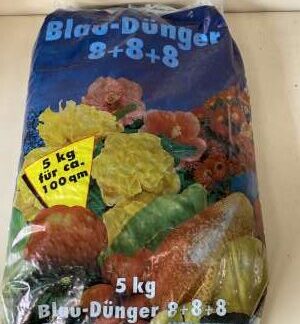 Blau-Dünger
8+8+8
5 kg
für ca.
100 qm
5 kg
Blau-Dünger 8+8+8